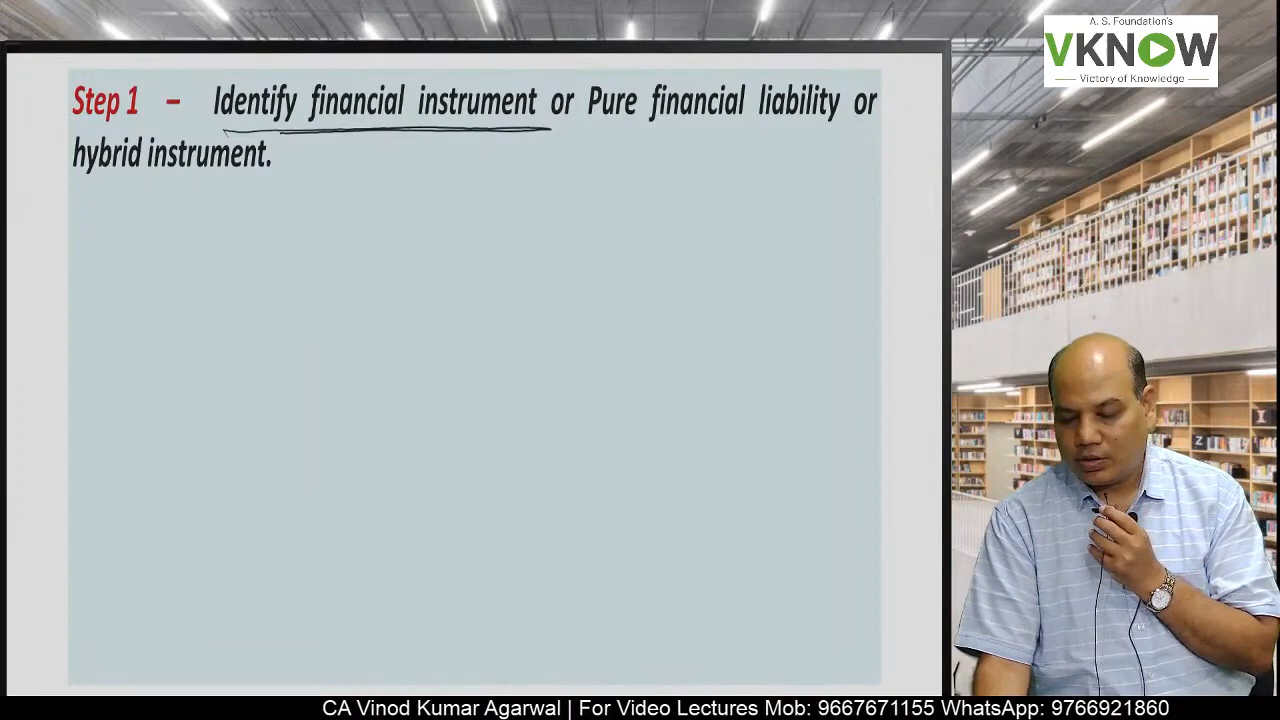 A. S. Foundation's
VKNOW
Victory of Knowledge
Step 1 – Identify financial instrument or Pure financial liability or
hybrid instrument.
Z
CA Vinod Kumar Agarwal | For Video Lectures Mob: 9667671155 WhatsApp: 9766921860